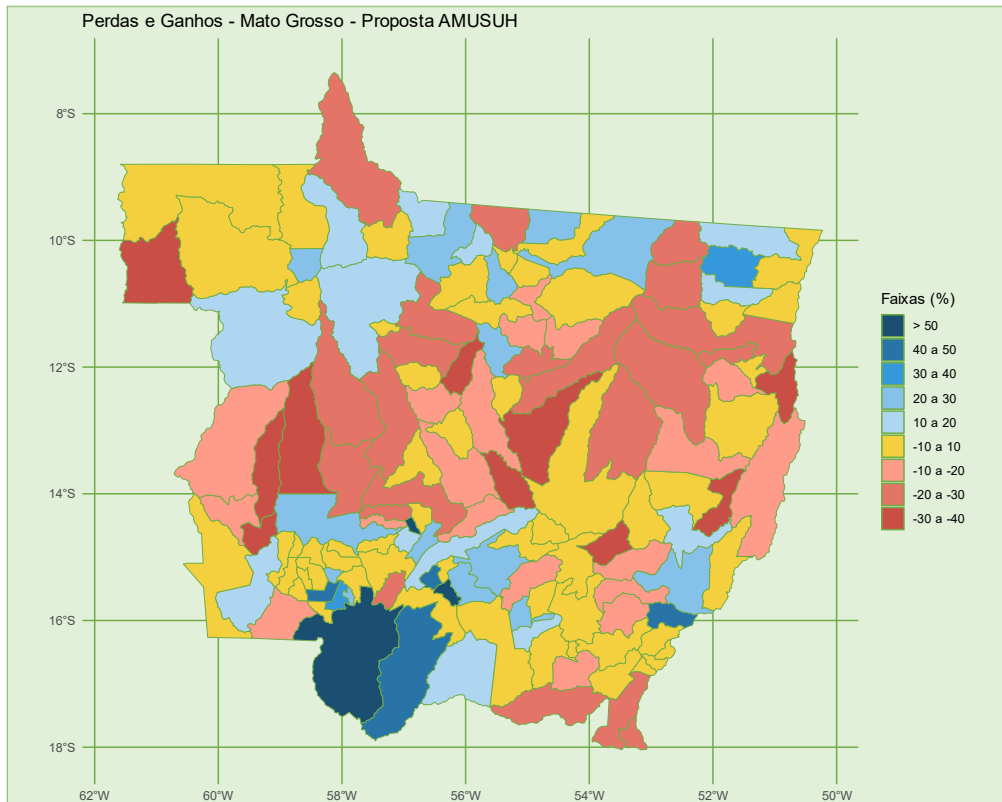 Perdas e Ganhos - Mato Grosso - Proposta AMUSUH
8°S
10°S
12°S
14°S
16°S
18°S
62°W
60°W
58°W
56°W
54°W
52°W
50°W
Faixas (%)
> 50
40 a 50
30 a 40
20 a 30
10 a 20
-10 a 10
-10 a -20
-20 a -30
-30 a -40